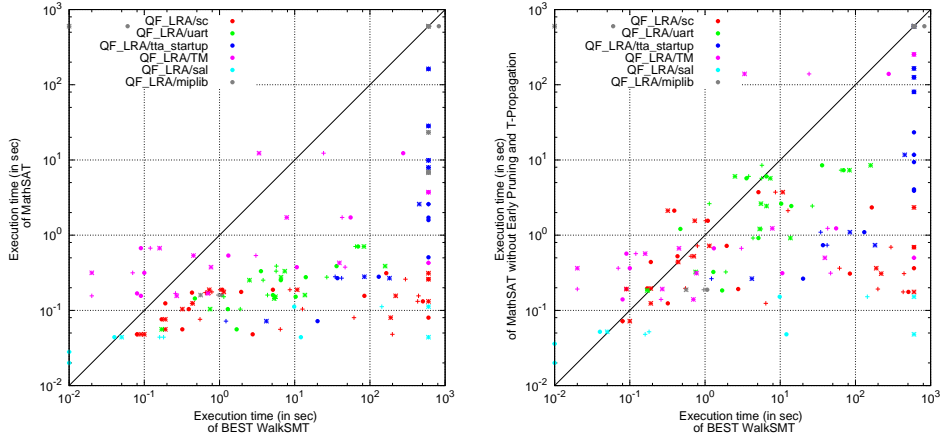 QF_LRA/sc
QF_LRA/uart
QF_LRA/tta_startup
QF_LRA/TM
QF_LRA/sal
QF_LRA/miplib
10^3
10^2
10^1
10^0
10^-1
10^-2
10^-2 10^-1 10^0 10^1 10^2 10^3
Execution time (in sec)
of MathSAT
Execution time (in sec)
of BEST WalkSMT
QF_LRA/sc
QF_LRA/uart
QF_LRA/tta_startup
QF_LRA/TM
QF_LRA/sal
QF_LRA/miplib
10^3
10^2
10^1
10^0
10^-1
10^-2
10^-2 10^-1 10^0 10^1 10^2 10^3
Execution time (in sec)
of MathSAT without Early Pruning and T-Propagation
Execution time (in sec)
of BEST WalkSMT